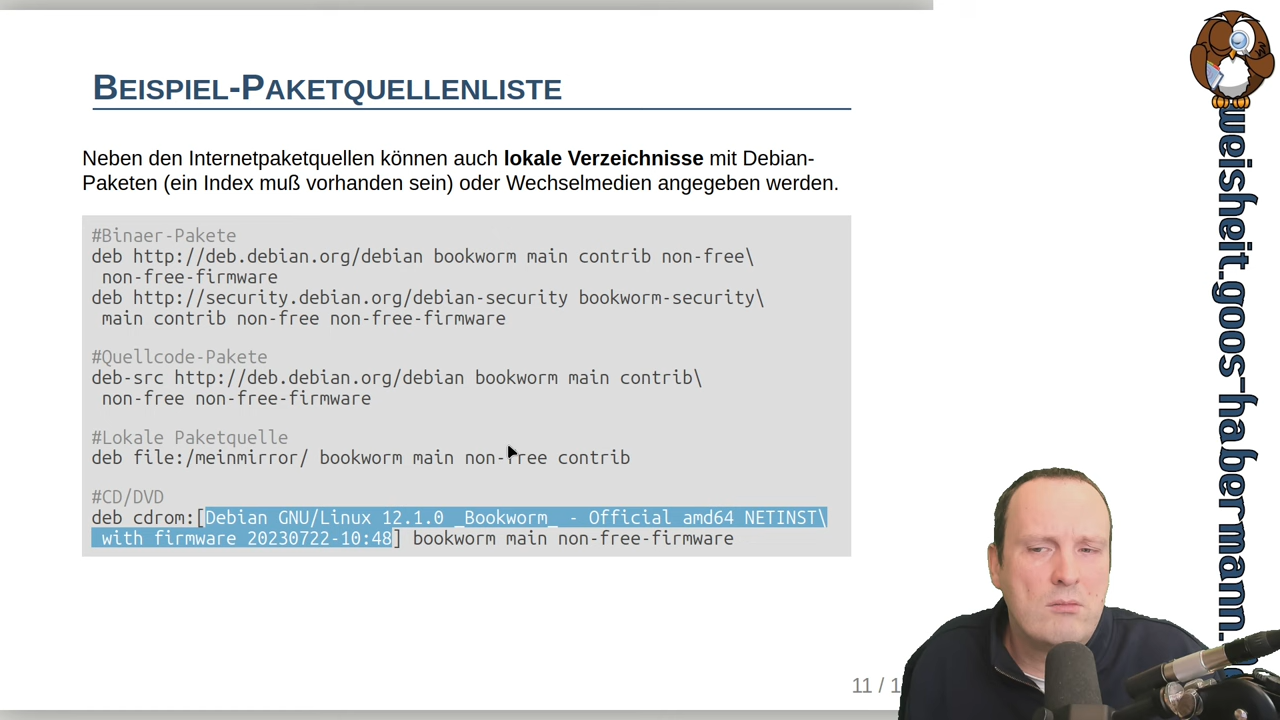 BEISPIEL-PAKETQUELLENLISTE
Neben den Internetpaketquellen können auch lokale Verzeichnisse mit Debian-
Paketen (ein Index muß vorhanden sein) oder Wechselmedien angegeben werden.
#Binaer-Pakete
deb http://deb.debian.org/debian bookworm main contrib non-free\
non-free-firmware
deb http://security.debian.org/debian-security bookworm-security\
main contrib non-free non-free-firmware
#Quellcode-Pakete
deb-src http://deb.debian.org/debian bookworm main contrib\
non-free non-free-firmware
#Lokale Paketquelle
deb file:/meinmirror/ bookworm main non-free contrib
#CD/DVD
deb cdrom:[Debian GNU/Linux 12.1.0 _Bookworm_ - Official amd64 NETINST\
with firmware 20230722-10:48] bookworm main non-free-firmware
11 / 1
weisheit.goos-habermann.